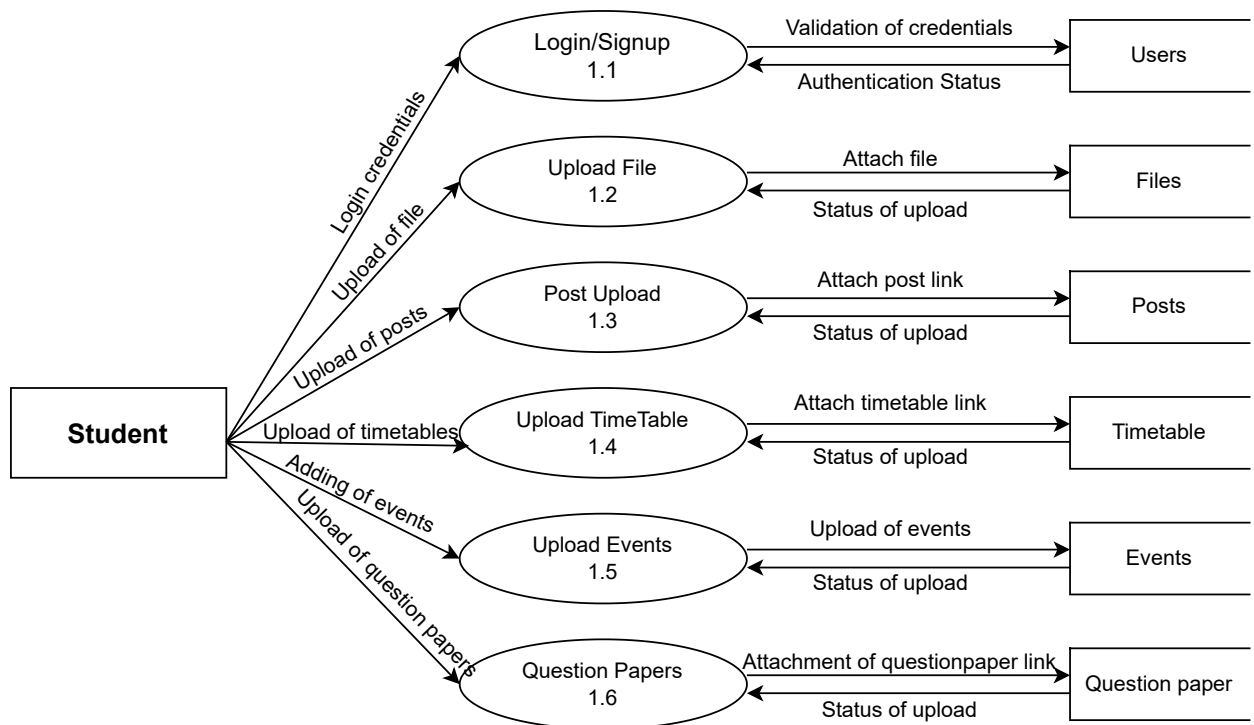 Login/Signup
1.1
Validation of credentials
Authentication Status
Users
Login credentials
Upload File
1.2
Attach file
Status of upload
Files
Upload of file
Post Upload
1.3
Attach post link
Status of upload
Posts
Upload of posts
Student
Upload of timetables
Upload TimeTable
1.4
Attach timetable link
Status of upload
Timetable
Adding of events
Upload Events
1.5
Upload of events
Status of upload
Events
Upload of question papers
Question Papers
1.6
Attachment of questionpaper link
Status of upload
Question paper